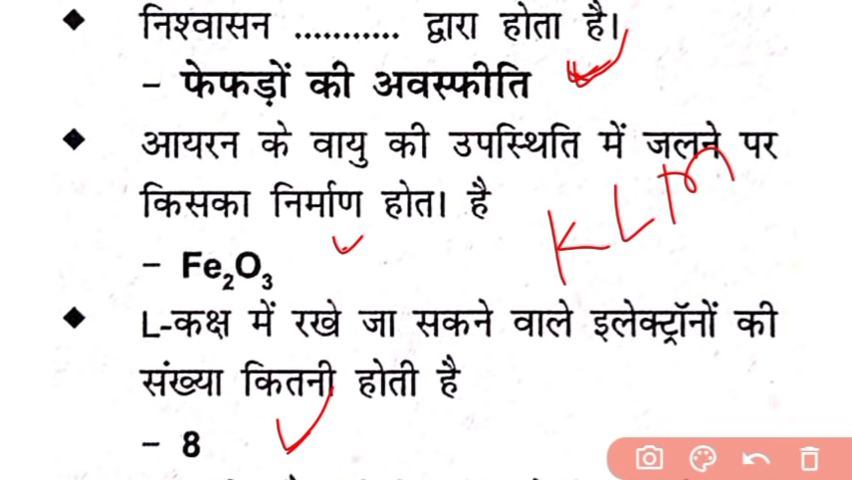 ◆ निश्वासन ........... द्वारा होता है।
– फेफड़ों की अवस्फीति
◆ आयरन के वायु की उपस्थिति में जलने पर
किसका निर्माण होत। है
– Fe₂O₃
KLM
◆ L-कक्ष में रखे जा सकने वाले इलेक्ट्रॉनों की
संख्या कितनी होती है
– 8